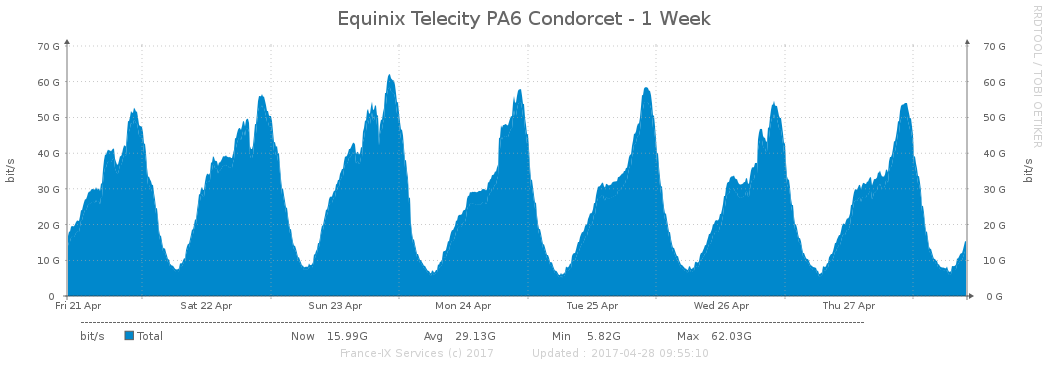 Equinix Telecity PA6 Condorcet - 1 Week
RRDTOOL / TOBI OETIKER
70 G 70 G
60 G 60 G
50 G 50 G
40 G 40 G
30 G 30 G
20 G 20 G
10 G 10 G
0 0 G
bit/s
bit/s
Fri 21 Apr Sat 22 Apr Sun 23 Apr Mon 24 Apr Tue 25 Apr Wed 26 Apr Thu 27 Apr
bit/s Total Now 15.99G Avg 29.13G Min 5.82G Max 62.03G
France-IX Services (c) 2017 Updated : 2017-04-28 09:55:10